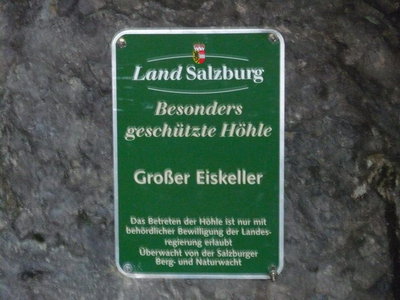 Land Salzburg
Besonders
geschützte Höhle
Großer Eiskeller
Das Betreten der Höhle ist nur mit
behördlicher Bewilligung der Landes-
regierung erlaubt
Überwacht von der Salzburger
Berg- und Naturwacht